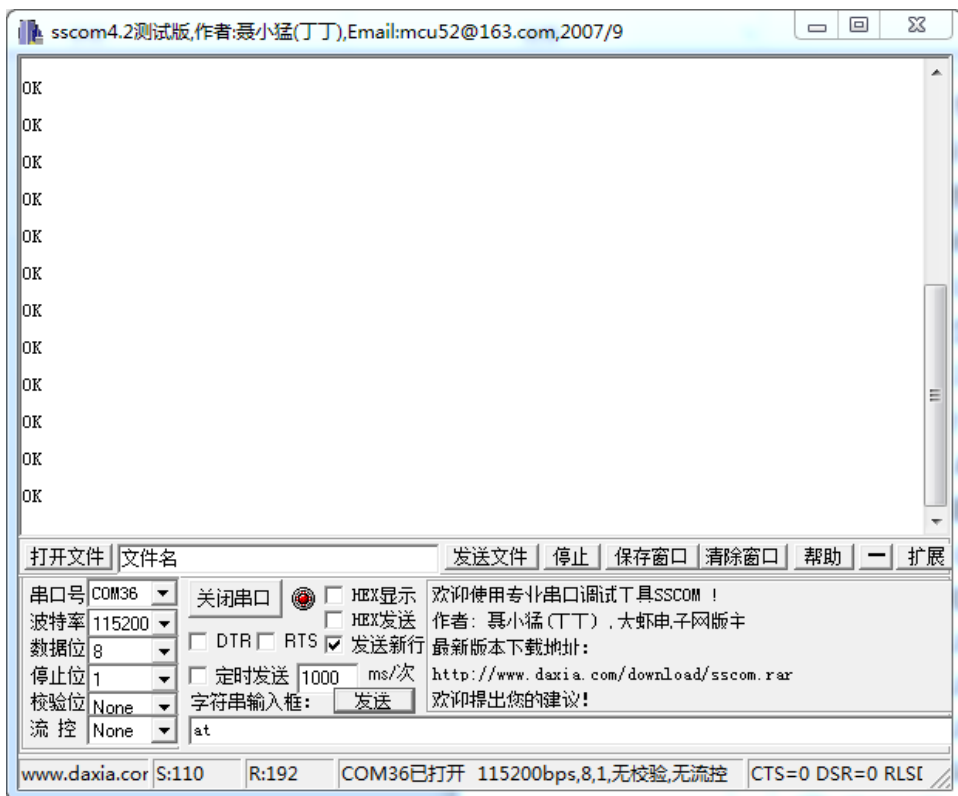 sscom4.2测试版,作者:聂小猛(丁丁),Email:mcu52@163.com,2007/9
OK
OK
OK
OK
OK
OK
OK
OK
OK
OK
OK
OK
打开文件 文件名 发送文件 停止 保存窗口 清除窗口 帮助 一 扩展
串口号 COM36 关闭串口 HEX显示
波特率 115200 HEX发送
数据位 8 DTR RTS 发送新行
停止位 1 定时发送 1000 ms/次
校验位 None 字符串输入框: 发送
流 控 None at
欢迎使用专业串口调试工具SSCOM !
作者: 聂小猛(丁丁) ,大虾电子网版主
最新版本下载地址:
http://www.daxia.com/download/sscom.rar
欢迎提出您的建议!
www.daxia.cor S:110 R:192 COM36已打开 115200bps,8,1,无校验,无流控 CTS=0 DSR=0 RLSI